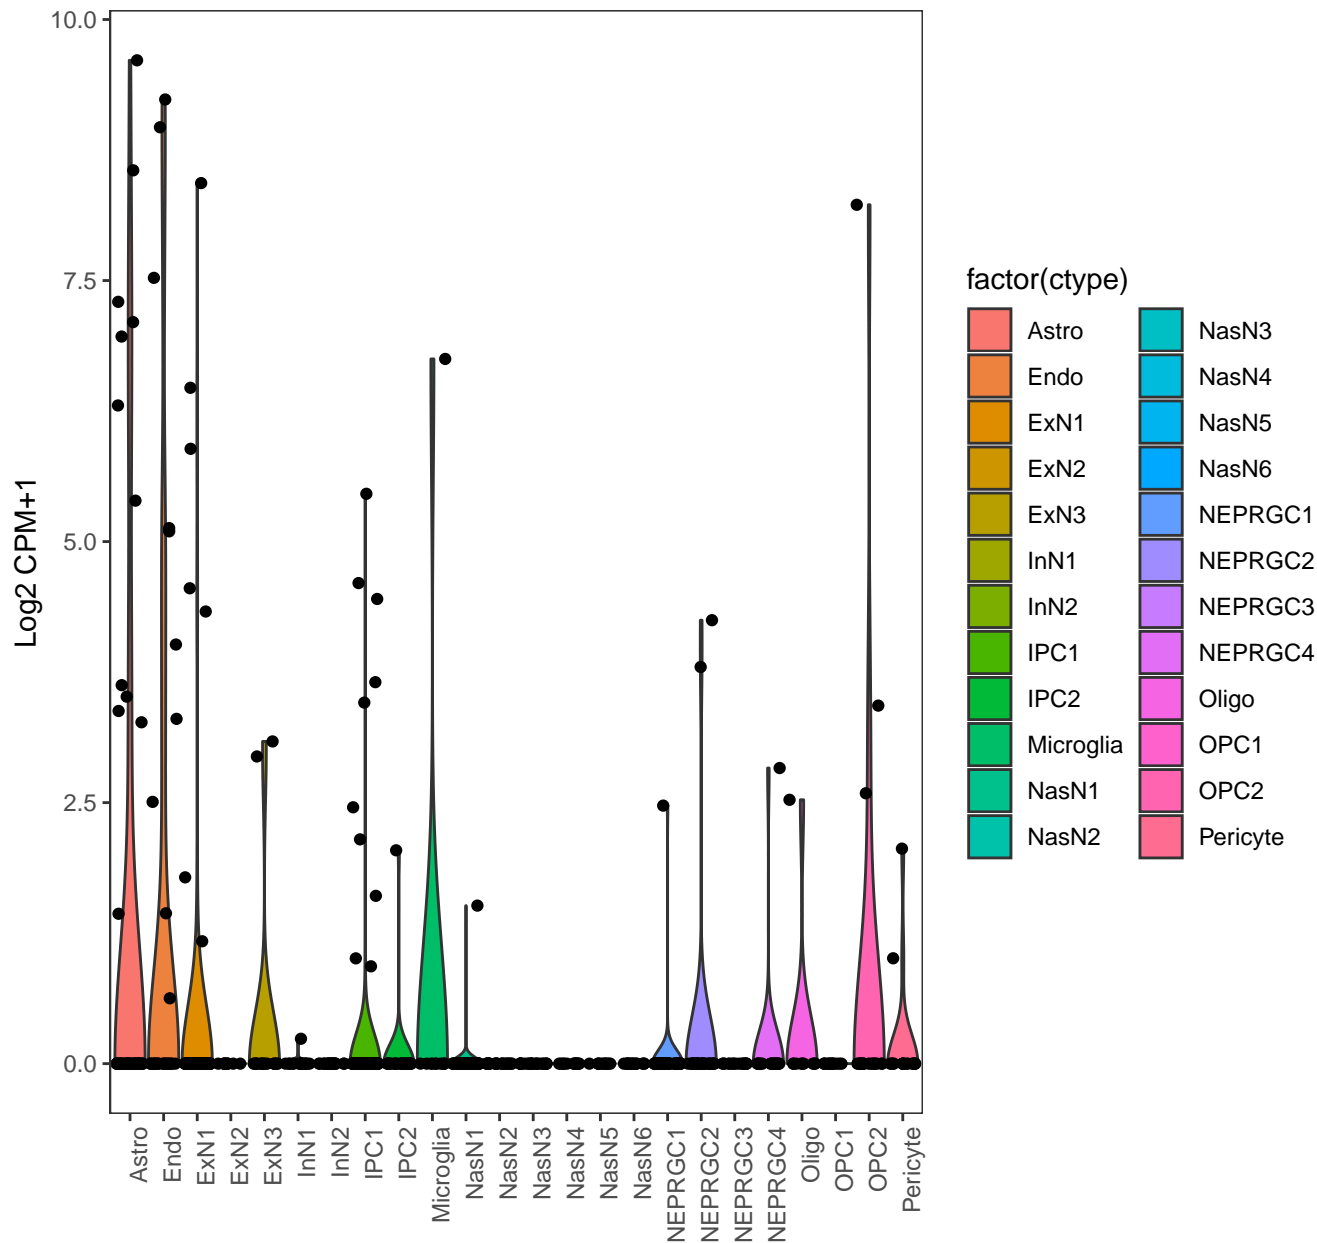 10.0
7.5
5.0
2.5
0.0
Log2 CPM+1
Astro
Endo
ExN1
ExN2
ExN3
InN1
InN2
IPC1
IPC2
Microglia
NasN1
NasN2
NasN3
NasN4
NasN5
NasN6
NEPRGC1
NEPRGC2
NEPRGC3
NEPRGC4
Oligo
OPC1
OPC2
Pericyte
factor(ctype)
Astro
Endo
ExN1
ExN2
ExN3
InN1
InN2
IPC1
IPC2
Microglia
NasN1
NasN2
NasN3
NasN4
NasN5
NasN6
NEPRGC1
NEPRGC2
NEPRGC3
NEPRGC4
Oligo
OPC1
OPC2
Pericyte